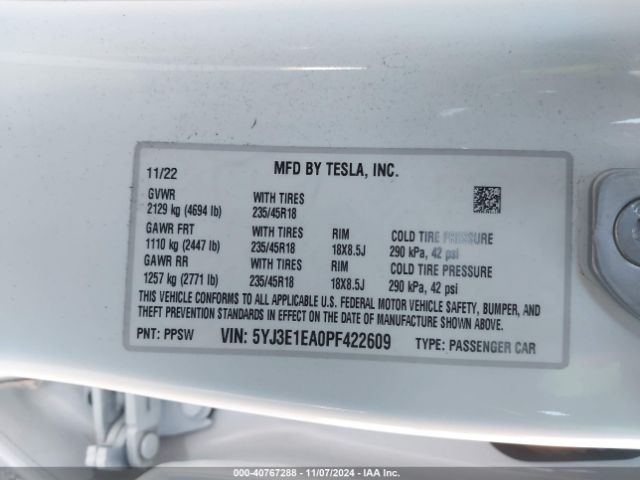 11/22 MFD BY TESLA, INC.
GVWR WITH TIRES
2129 kg (4694 lb) 235/45R18
GAWR FRT WITH TIRES RIM COLD TIRE PRESSURE
1110 kg (2447 lb) 235/45R18 18X8.5J 290 kPa, 42 psi
GAWR RR WITH TIRES RIM COLD TIRE PRESSURE
1257 kg (2771 lb) 235/45R18 18X8.5J 290 kPa, 42 psi
THIS VEHICLE CONFORMS TO ALL APPLICABLE U.S. FEDERAL MOTOR VEHICLE SAFETY, BUMPER, AND
THEFT PREVENTION STANDARDS IN EFFECT ON THE DATE OF MANUFACTURE SHOWN ABOVE.
PNT: PPSW VIN: 5YJ3E1EA0PF422609 TYPE: PASSENGER CAR
000-40767288 - 11/07/2024 - IAA Inc.